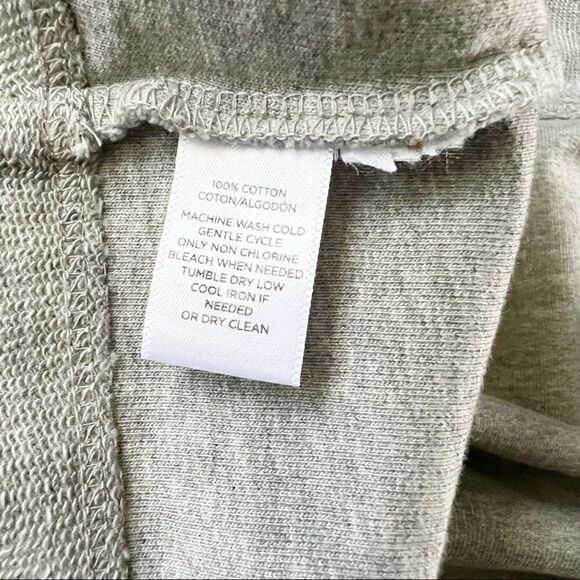 100% COTTON
COTON/ALGODÓN
MACHINE WASH COLD
GENTLE CYCLE
ONLY NON CHLORINE
BLEACH WHEN NEEDED
TUMBLE DRY LOW
COOL IRON IF
NEEDED
OR DRY CLEAN